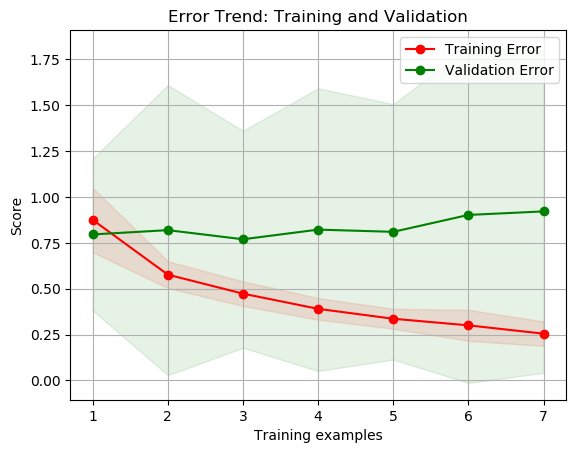 Error Trend: Training and Validation
Training Error
Validation Error
Score
1.75
1.50
1.25
1.00
0.75
0.50
0.25
0.00
1 2 3 4 5 6 7
Training examples